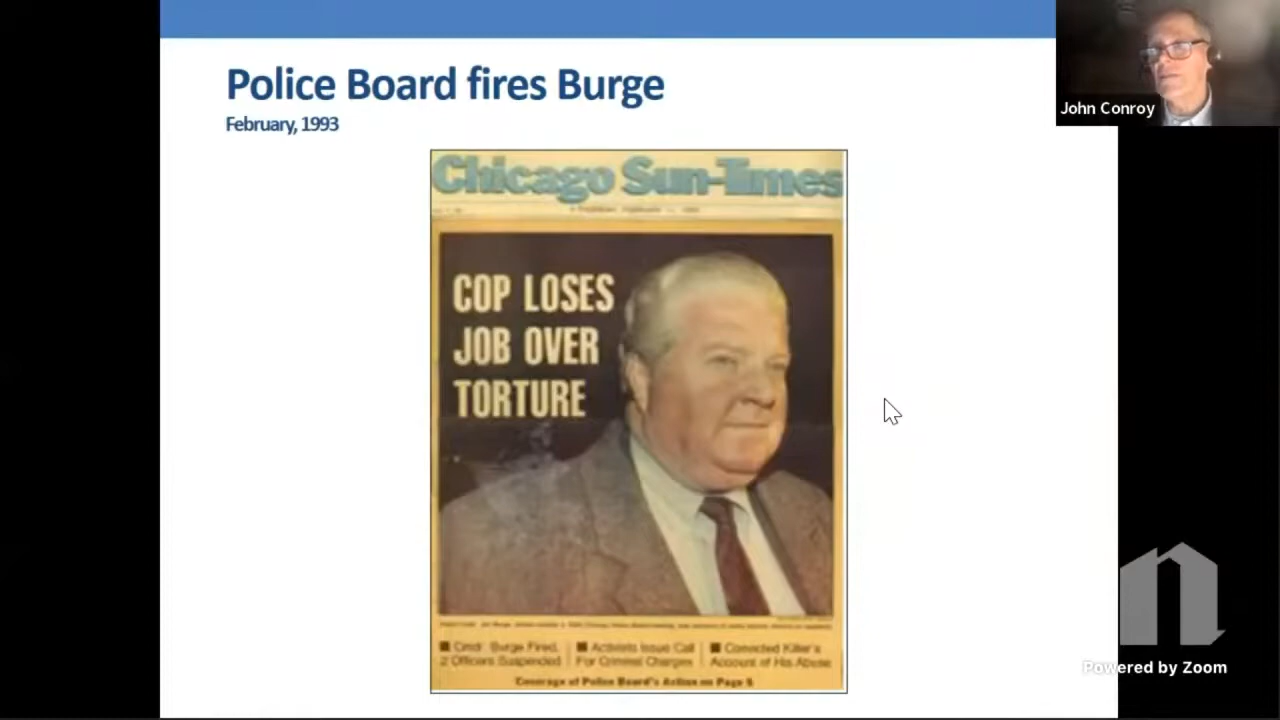 Police Board fires Burge
February, 1993
John Conroy
Chicago Sun-Times
COP LOSES
JOB OVER
TORTURE
■ Cmdr. Burge Fired,
2 Officers Suspended
■ Activists Issue Call
For Criminal Charges
■ Convicted Killer's
Account of His Abuse
Coverage of Police Board's Action on Page 5
n
Powered by Zoom